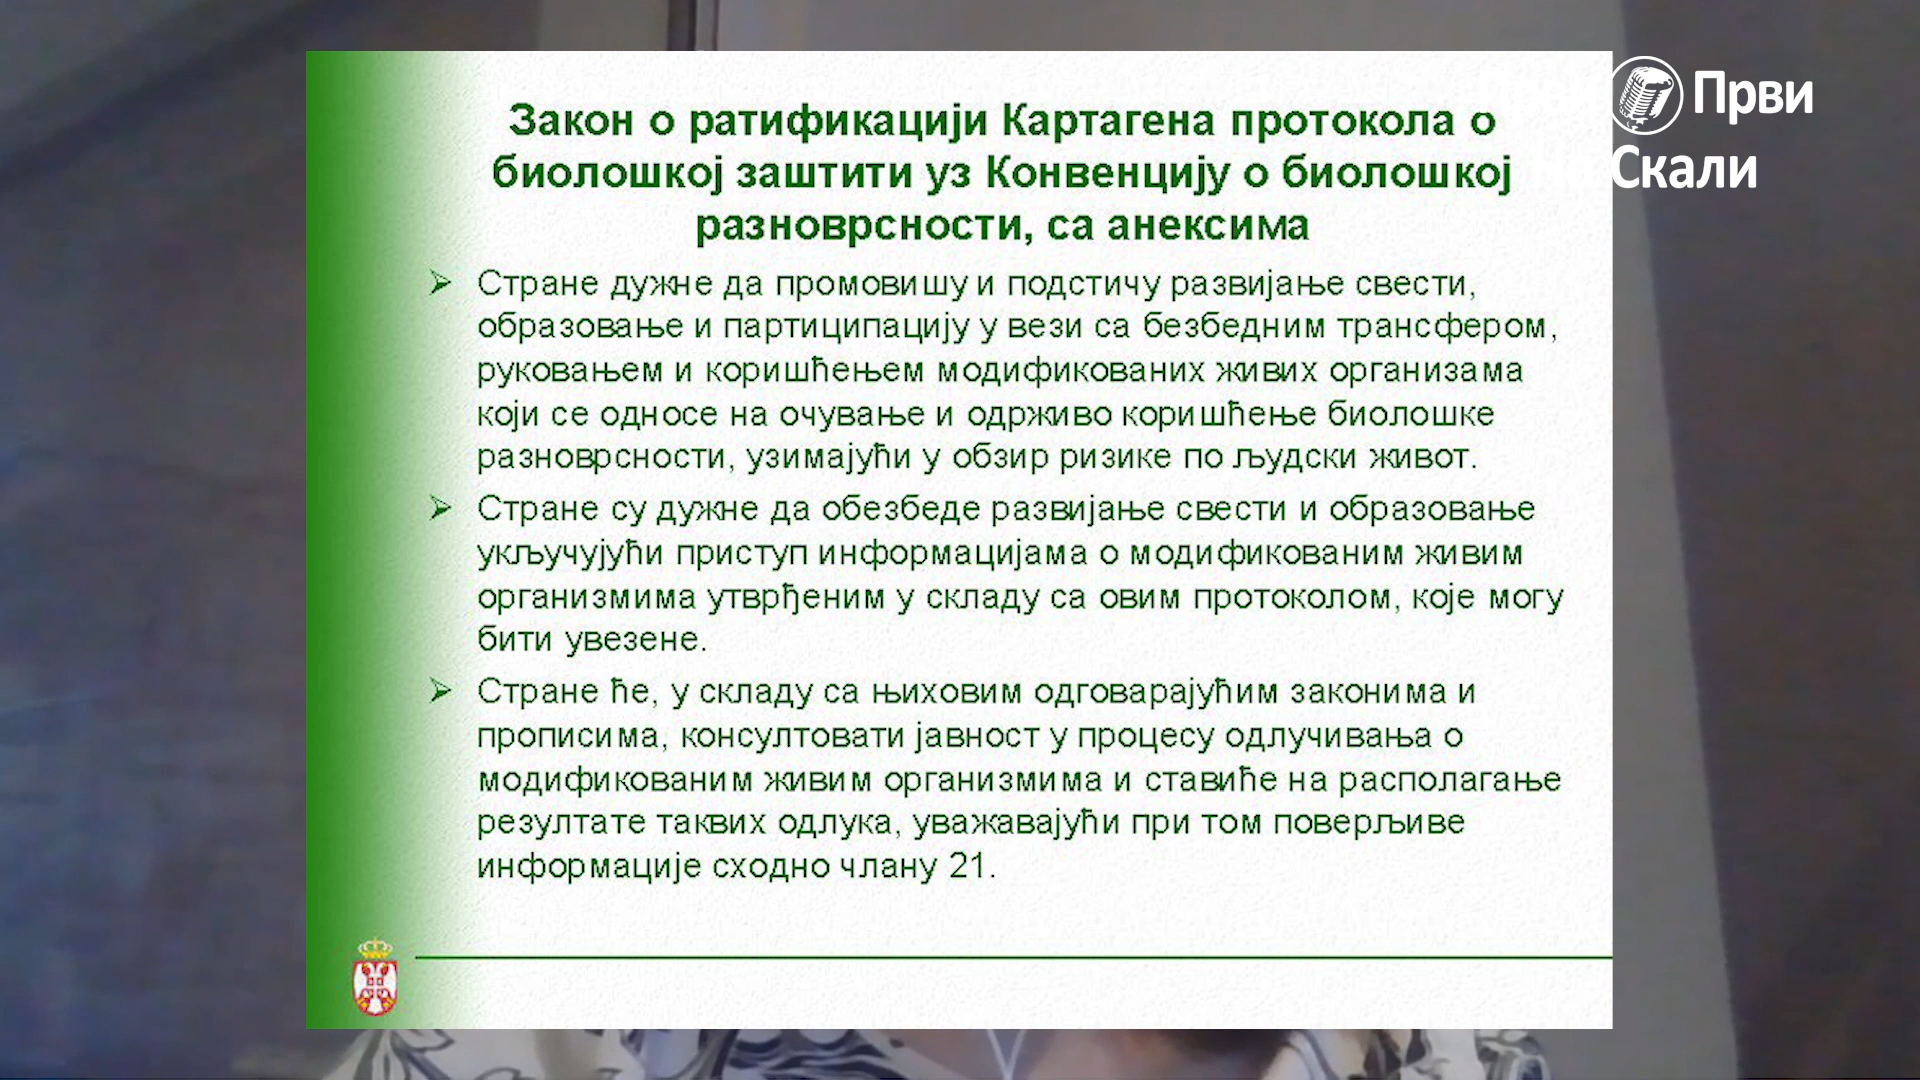 Закон о ратификацији Картагена протокола о
биолошкој заштити уз Конвенцију о биолошкој
разноврсности, са анексима
Стране дужне да промовишу и подстичу развијање свести,
образовање и партиципацију у вези са безбедним трансфером,
руковањем и коришћењем модификованих живих организама
који се односе на очување и одрживо коришћење биолошке
разноврсности, узимајући у обзир ризике по људски живот.
Стране су дужне да обезбеде развијање свести и образовање
укључујући приступ информацијама о модификованим живим
организмима утврђеним у складу са овим протоколом, које могу
бити увезене.
Стране ће, у складу са њиховим одговарајућим законима и
прописима, консултовати јавност у процесу одлучивања о
модификованим живим организмима и ставиће на располагање
резултате таквих одлука, уважавајући при том поверљиве
информације сходно члану 21.
Први
Скали